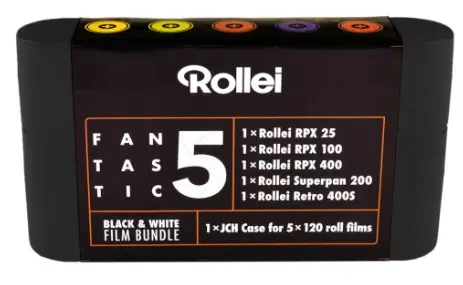 Rollei
FAN
TAS
TIC
5
1 × Rollei RPX 25
1 × Rollei RPX 100
1 × Rollei RPX 400
1 × Rollei Superpan 200
1 × Rollei Retro 400S
BLACK & WHITE
FILM BUNDLE
1 × JCH Case for 5 × 120 roll films